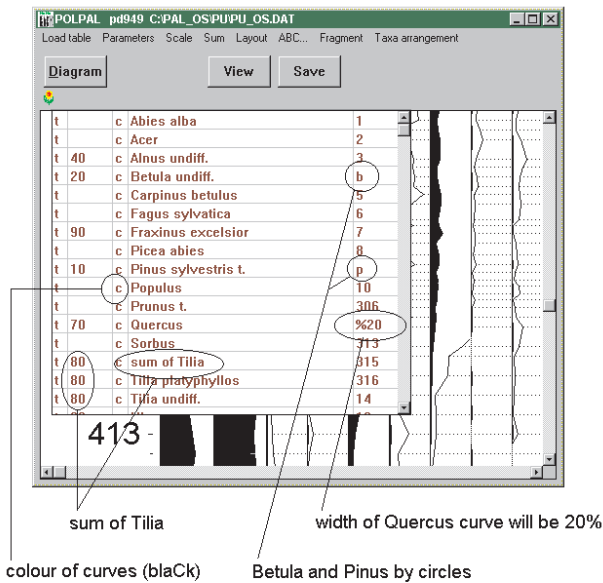 POLPAL pd949 C:\PAL_OS\PU\PU_OS.DAT
Load table Parameters Scale Sum Layout ABC... Fragment Taxa arrangement
Diagram View Save
t c Abies alba 1
t c Acer 2
t 40 c Alnus undiff. 3
t 20 c Betula undiff. b
t c Carpinus betulus 5
t c Fagus sylvatica 6
t 90 c Fraxinus excelsior 7
t c Picea abies 8
t 10 c Pinus sylvestris t. p
t c Populus 10
t c Prunus t. 306
t 70 c Quercus %20
t c Sorbus 313
t 80 c sum of Tilia 315
t 80 c Tilia platyphyllos 316
t 80 c Tilia undiff. 14
413
sum of Tilia
width of Quercus curve will be 20%
colour of curves (blaCk)
Betula and Pinus by circles